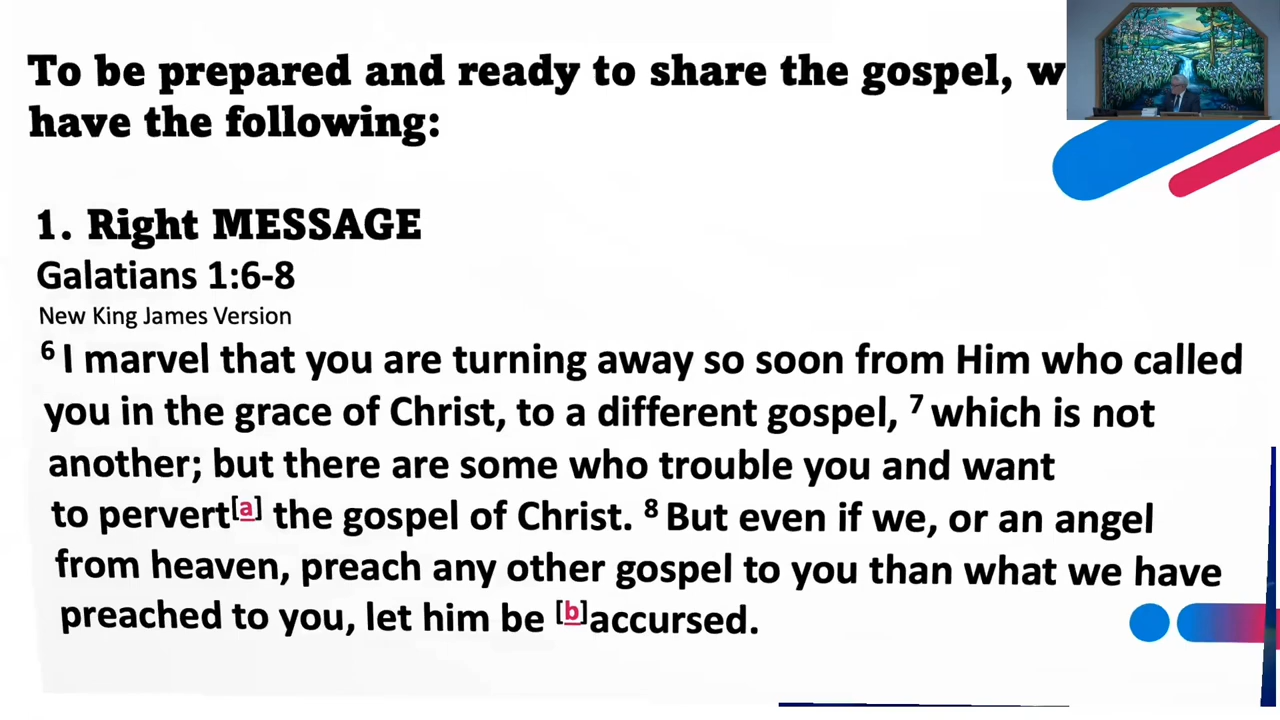 To be prepared and ready to share the gospel,
have the following:
1. Right MESSAGE
Galatians 1:6-8
New King James Version
6 I marvel that you are turning away so soon from Him who called
you in the grace of Christ, to a different gospel, 7 which is not
another; but there are some who trouble you and want
to pervert[a] the gospel of Christ. 8 But even if we, or an angel
from heaven, preach any other gospel to you than what we have
preached to you, let him be [b]accursed.